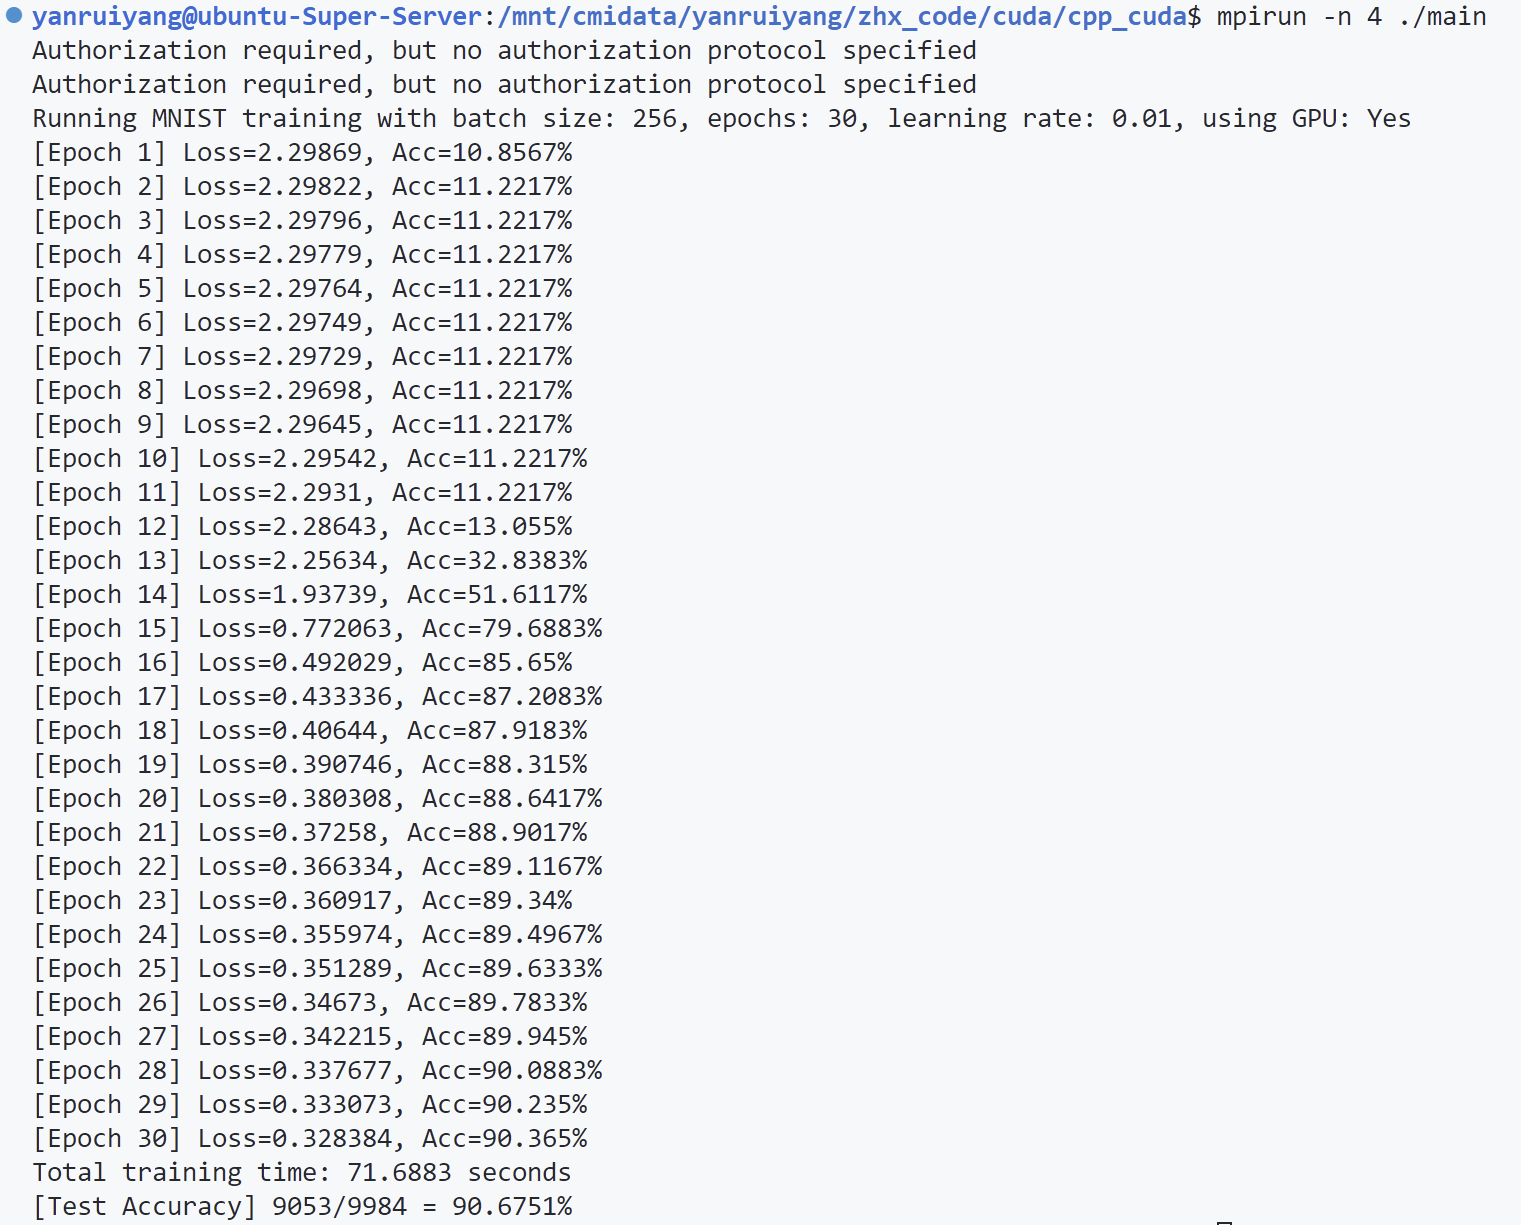 yanruiyang@ubuntu-Super-Server:/mnt/cmidata/yanruiyang/zhx_code/cuda/cpp_cuda$ mpirun -n 4 ./main
Authorization required, but no authorization protocol specified
Authorization required, but no authorization protocol specified
Running MNIST training with batch size: 256, epochs: 30, learning rate: 0.01, using GPU: Yes
[Epoch 1] Loss=2.29869, Acc=10.8567%
[Epoch 2] Loss=2.29822, Acc=11.2217%
[Epoch 3] Loss=2.29796, Acc=11.2217%
[Epoch 4] Loss=2.29779, Acc=11.2217%
[Epoch 5] Loss=2.29764, Acc=11.2217%
[Epoch 6] Loss=2.29749, Acc=11.2217%
[Epoch 7] Loss=2.29729, Acc=11.2217%
[Epoch 8] Loss=2.29698, Acc=11.2217%
[Epoch 9] Loss=2.29645, Acc=11.2217%
[Epoch 10] Loss=2.29542, Acc=11.2217%
[Epoch 11] Loss=2.2931, Acc=11.2217%
[Epoch 12] Loss=2.28643, Acc=13.055%
[Epoch 13] Loss=2.25634, Acc=32.8383%
[Epoch 14] Loss=1.93739, Acc=51.6117%
[Epoch 15] Loss=0.772063, Acc=79.6883%
[Epoch 16] Loss=0.492029, Acc=85.65%
[Epoch 17] Loss=0.433336, Acc=87.2083%
[Epoch 18] Loss=0.40644, Acc=87.9183%
[Epoch 19] Loss=0.390746, Acc=88.315%
[Epoch 20] Loss=0.380308, Acc=88.6417%
[Epoch 21] Loss=0.37258, Acc=88.9017%
[Epoch 22] Loss=0.366334, Acc=89.1167%
[Epoch 23] Loss=0.360917, Acc=89.34%
[Epoch 24] Loss=0.355974, Acc=89.4967%
[Epoch 25] Loss=0.351289, Acc=89.6333%
[Epoch 26] Loss=0.34673, Acc=89.7833%
[Epoch 27] Loss=0.342215, Acc=89.945%
[Epoch 28] Loss=0.337677, Acc=90.0883%
[Epoch 29] Loss=0.333073, Acc=90.235%
[Epoch 30] Loss=0.328384, Acc=90.365%
Total training time: 71.6883 seconds
[Test Accuracy] 9053/9984 = 90.6751%